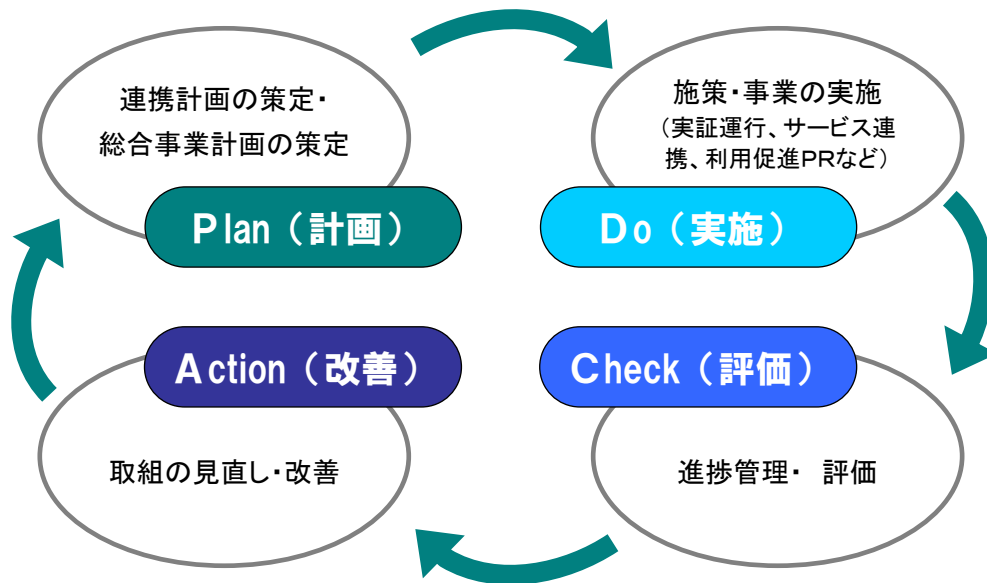 連携計画の策定・
総合事業計画の策定
Plan（計画）
施策・事業の実施
（実証運行、サービス連
携、利用促進PRなど）
Do（実施）
Action（改善）
取組の見直し・改善
Check（評価）
進捗管理・　評価